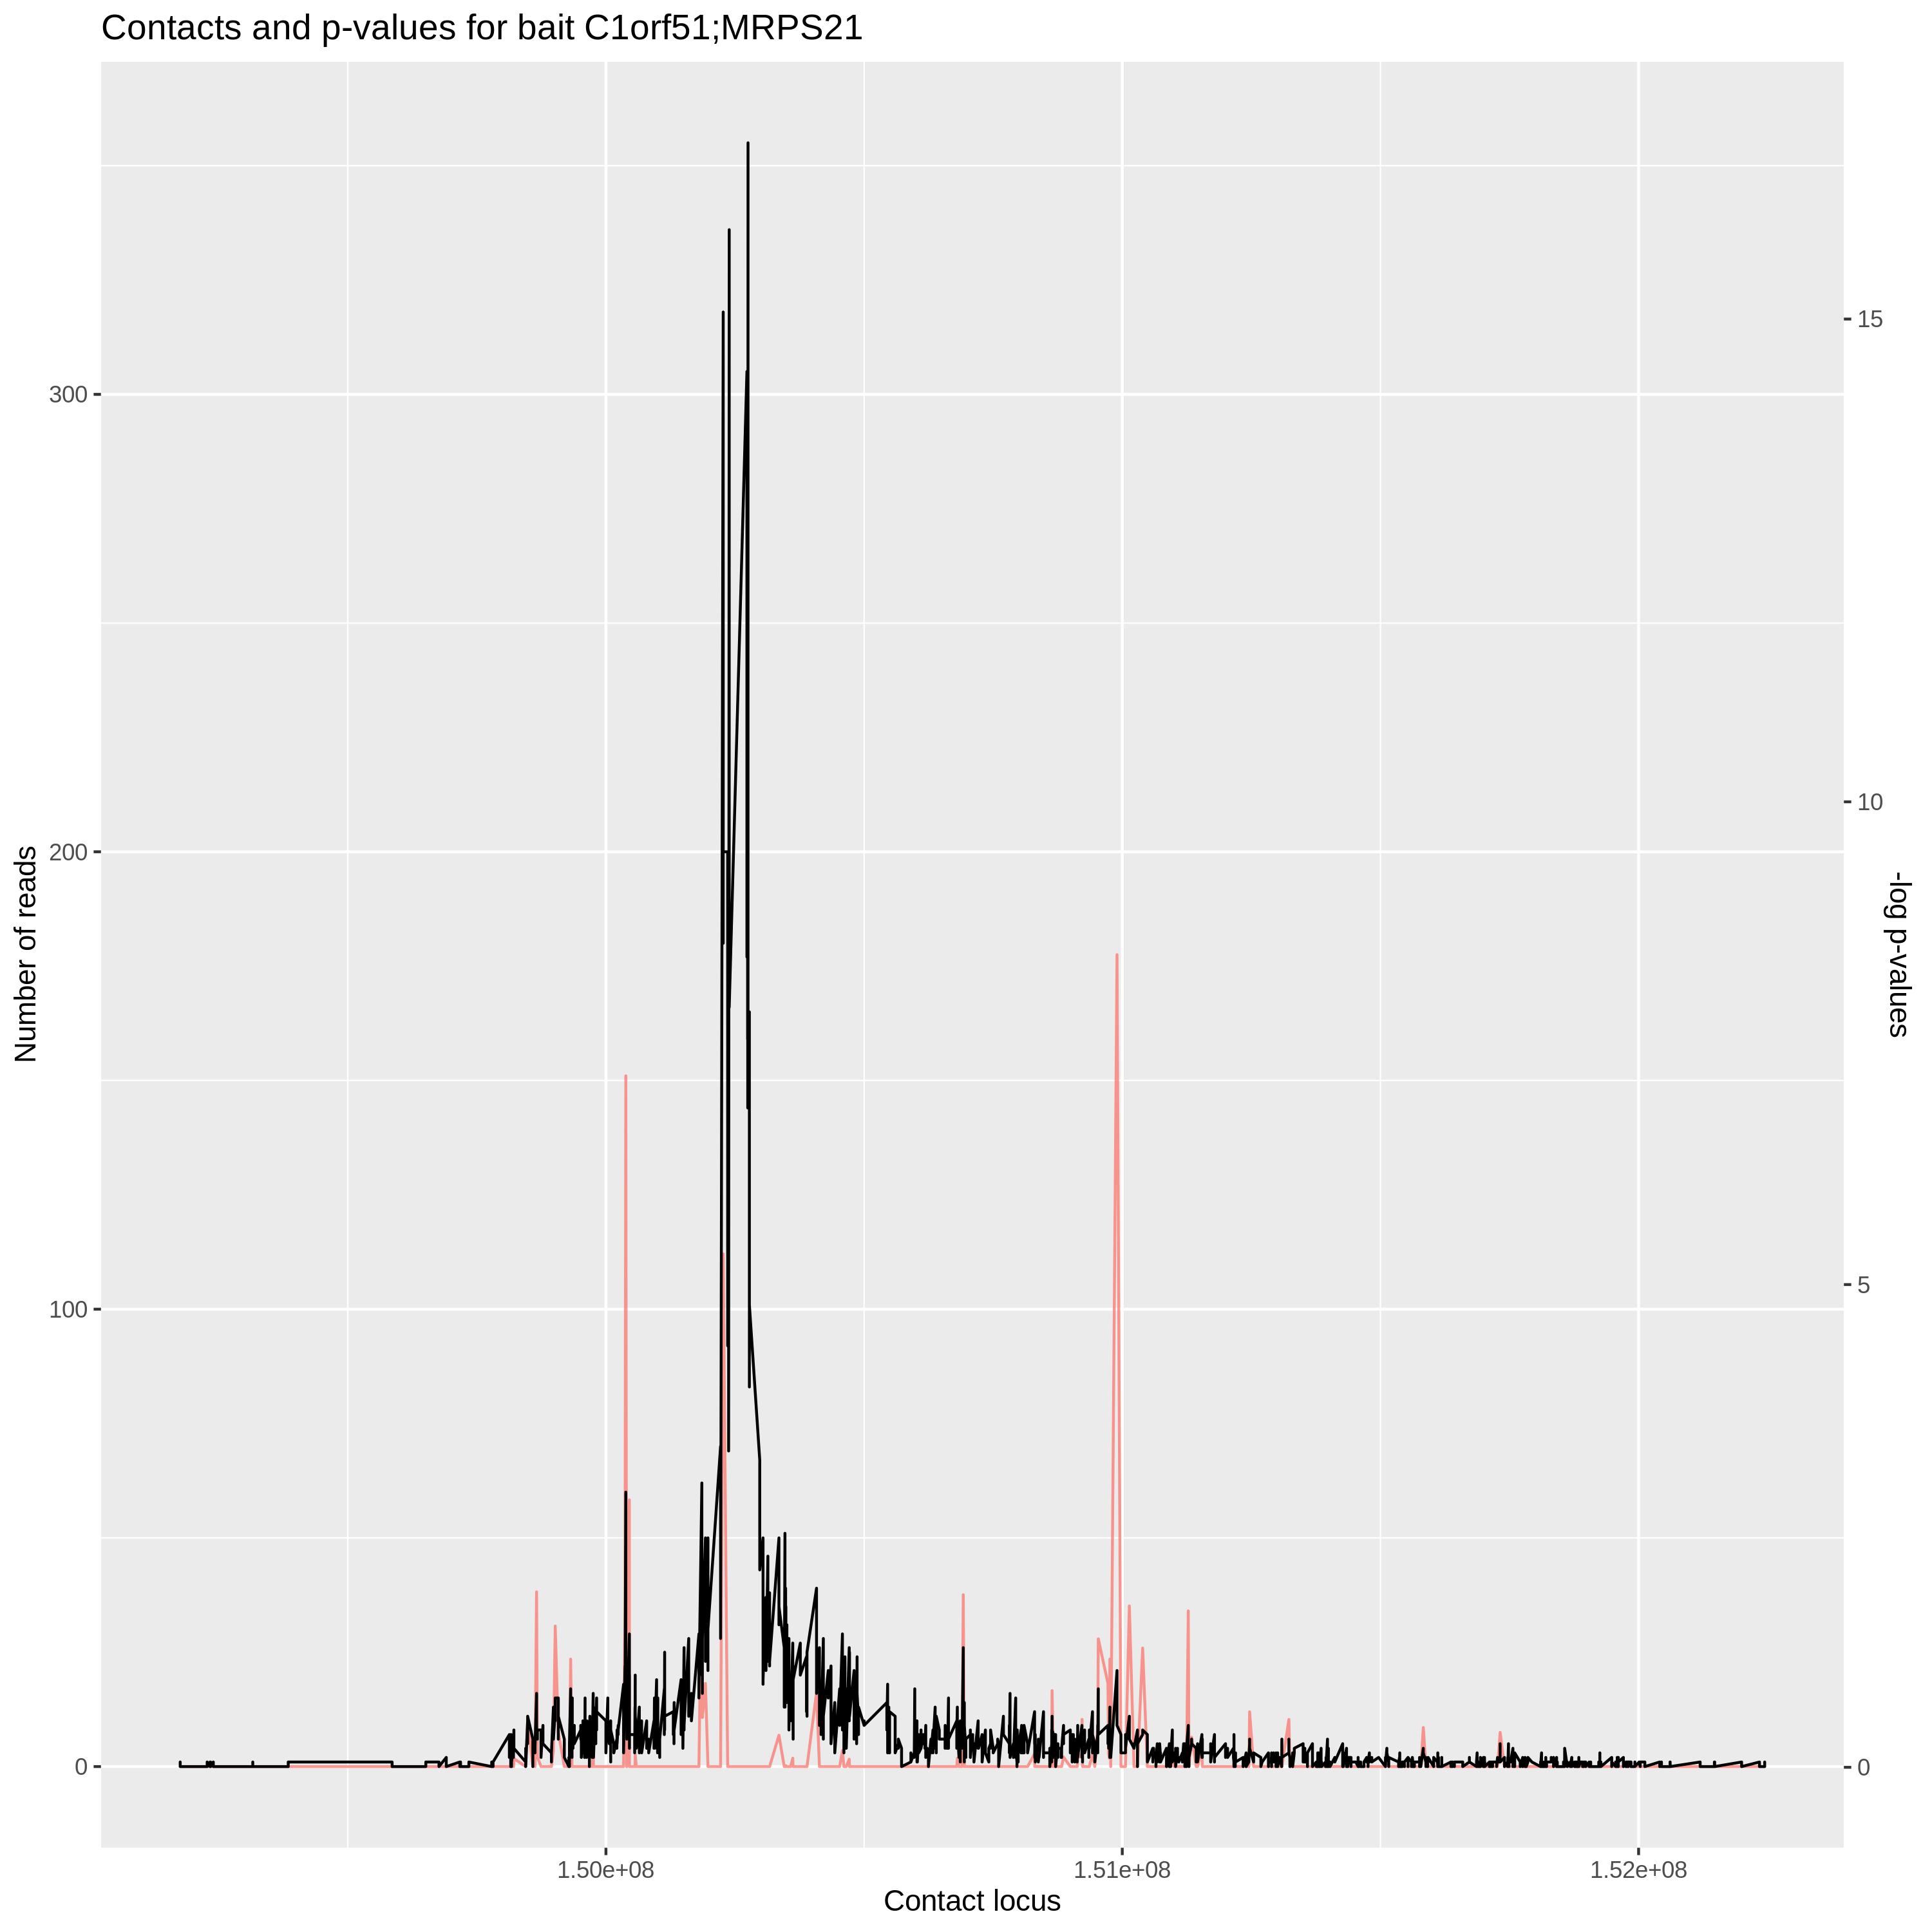 Contacts and p-values for bait C1orf51;MRPS21
300
200
100
0
Number of reads
15
10
5
0
-log p-values
1.50e+08
1.51e+08
1.52e+08
Contact locus